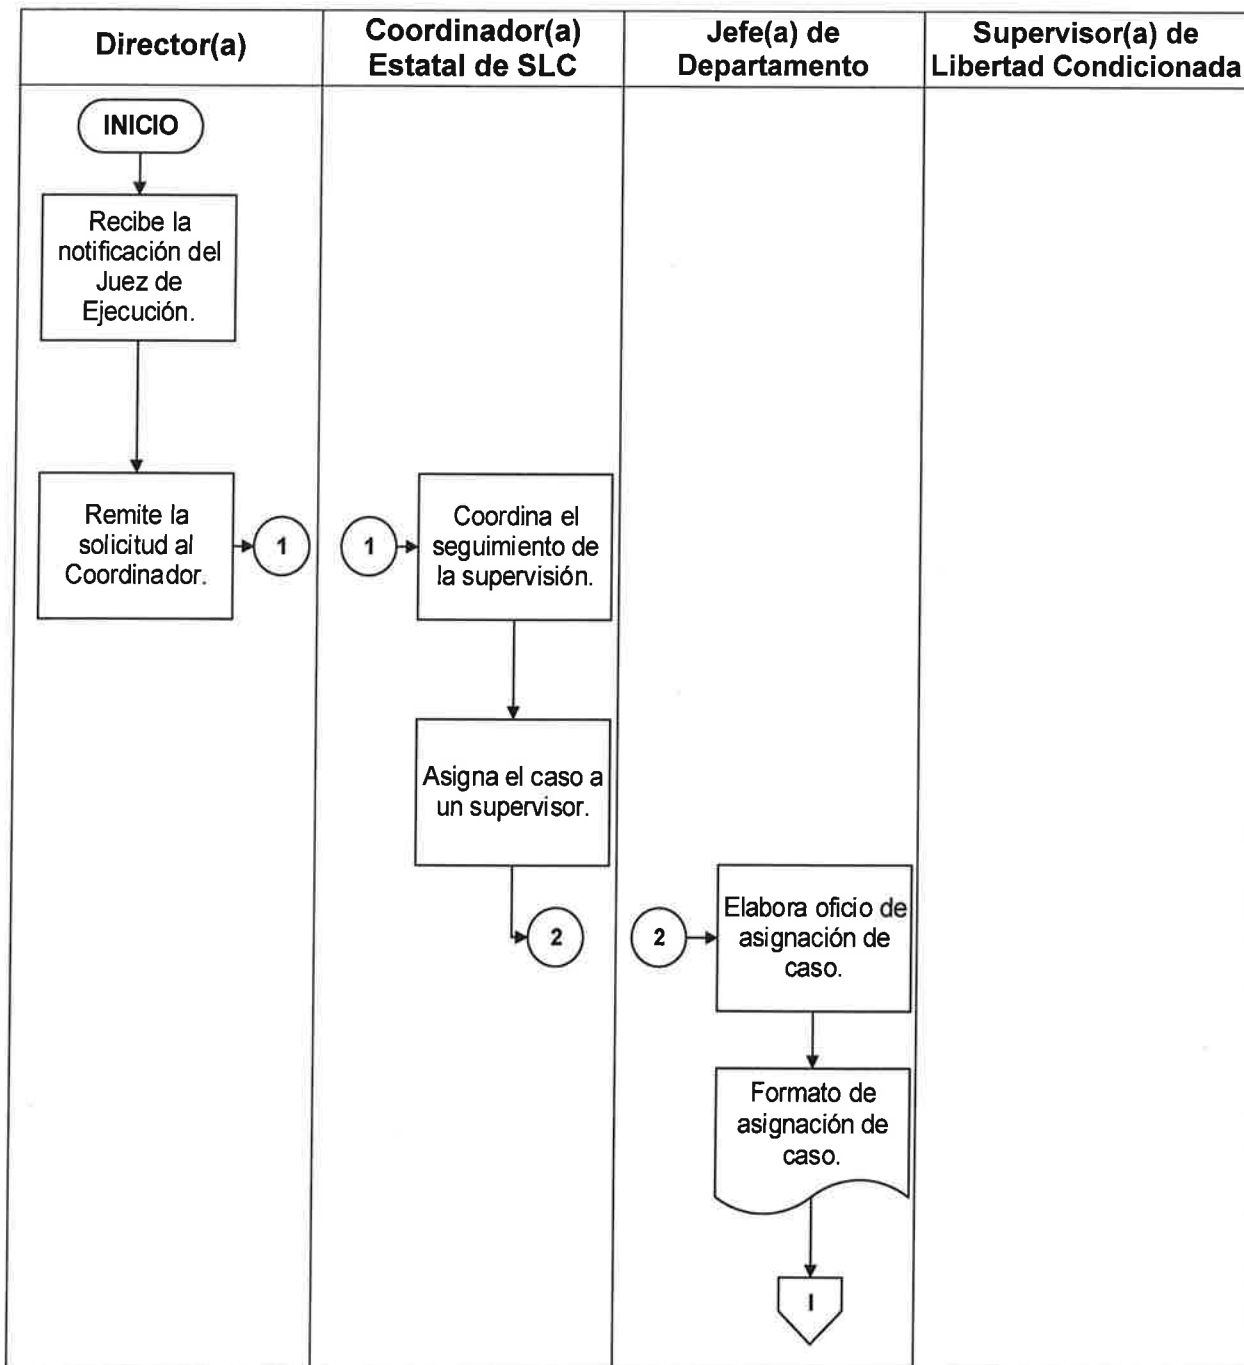 Director(a)
Coordinador(a)
Estatal de SLC
Jefe(a) de
Departamento
Supervisor(a) de
Libertad Condicionada
INICIO
Recibe la
notificación del
Juez de
Ejecución.
Remite la
solicitud al
Coordinador.
1
1
Coordina el
seguimiento de
la supervisión.
Asigna el caso a
un supervisor.
2
2
Elabora oficio de
asignación de
caso.
Formato de
asignación de
caso.
I